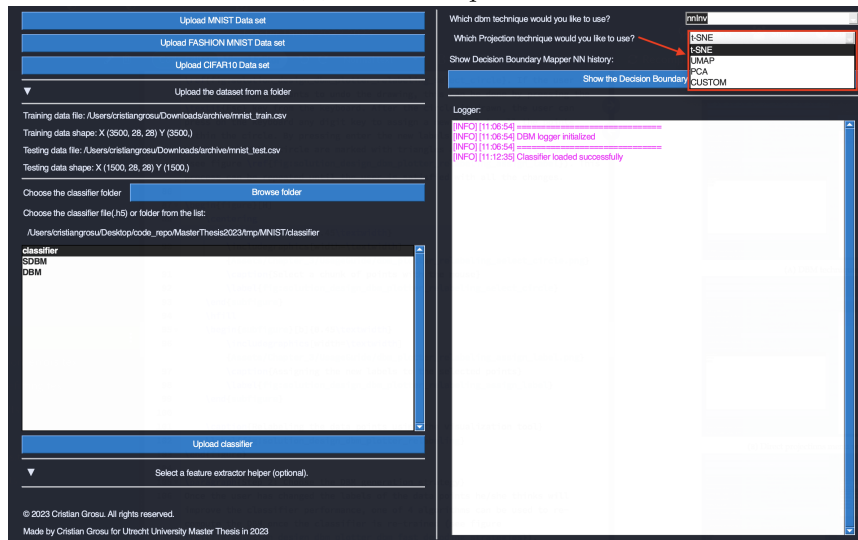 Upload MNIST Data set
Upload FASHION MNIST Data set
Upload CIFAR10 Data set
▼ Upload the dataset from a folder
Training data file: /Users/cristiangrosu/Downloads/archive/mnist_train.csv
Training data shape: X (3500, 28, 28) Y (3500,)
Testing data file: /Users/cristiangrosu/Downloads/archive/mnist_test.csv
Testing data shape: X (1500, 28, 28) Y (1500,)
Choose the classifier folder Browse folder
Choose the classifier file(.h5) or folder from the list:
/Users/cristiangrosu/Desktop/code_repo/MasterThesis2023/tmp/MNIST/classifier
classifier
SDBM
DBM
Upload classifier
▼ Select a feature extractor helper (optional).
© 2023 Cristian Grosu. All rights reserved.
Made by Cristian Grosu for Utrecht University Master Thesis in 2023
Which dbm technique would you like to use? nnInv
Which Projection technique would you like to use? t-SNE
t-SNE
UMAP
PCA
CUSTOM
Show Decision Boundary Mapper NN history:
Show the Decision Boundary
Logger:
[INFO] [11:06:54] ==============================
[INFO] [11:06:54] DBM logger initialized
[INFO] [11:06:54] ==============================
[INFO] [11:12:35] Classifier loaded successfully